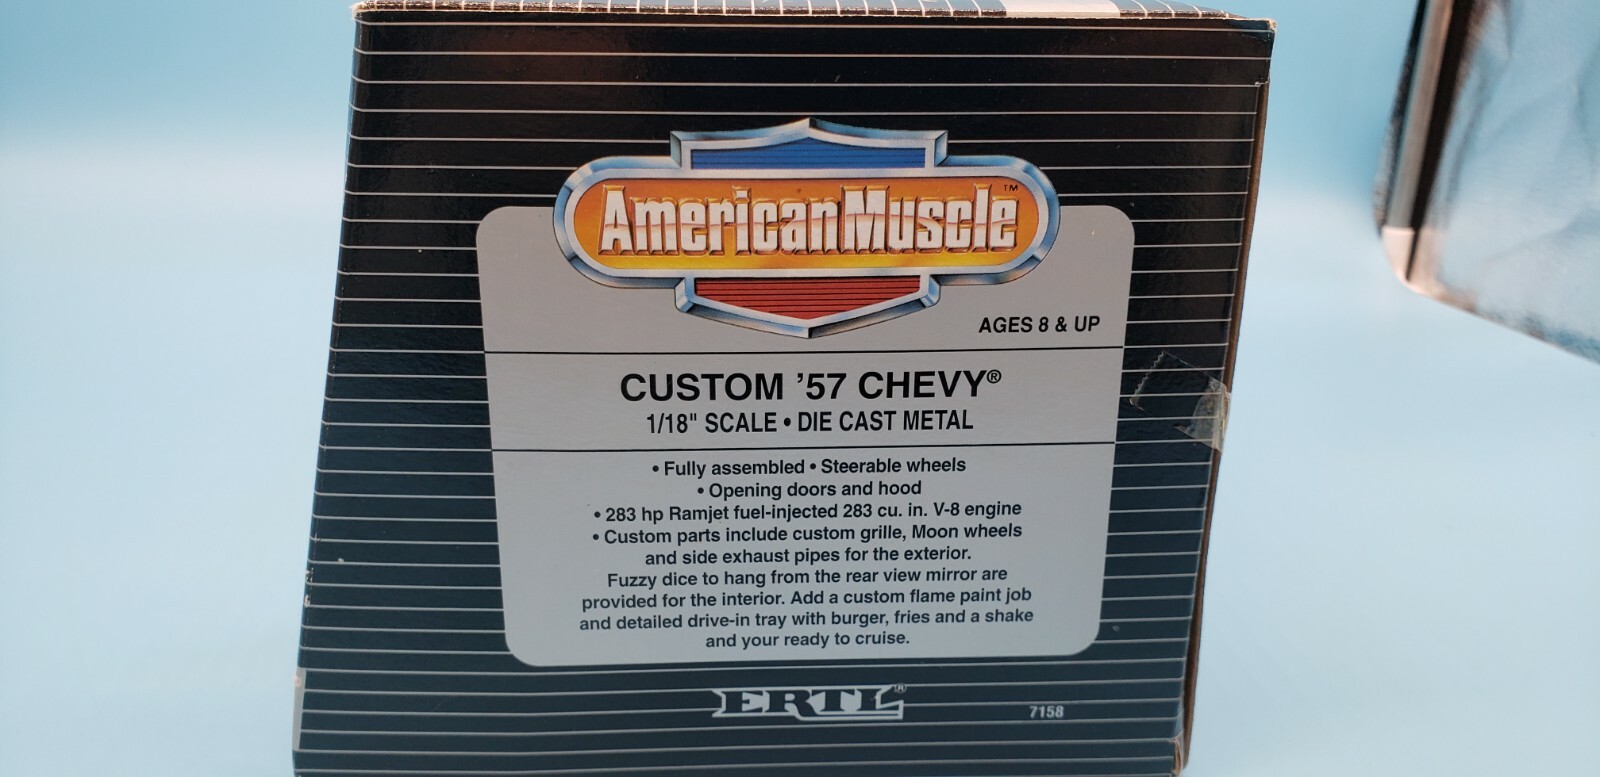 AmericanMuscle™
AGES 8 & UP
CUSTOM ’57 CHEVY®
1/18" SCALE • DIE CAST METAL
• Fully assembled • Steerable wheels
• Opening doors and hood
• 283 hp Ramjet fuel-injected 283 cu. in. V-8 engine
• Custom parts include custom grille, Moon wheels
and side exhaust pipes for the exterior.
Fuzzy dice to hang from the rear view mirror are
provided for the interior. Add a custom flame paint job
and detailed drive-in tray with burger, fries and a shake
and your ready to cruise.
ERTL®
7158